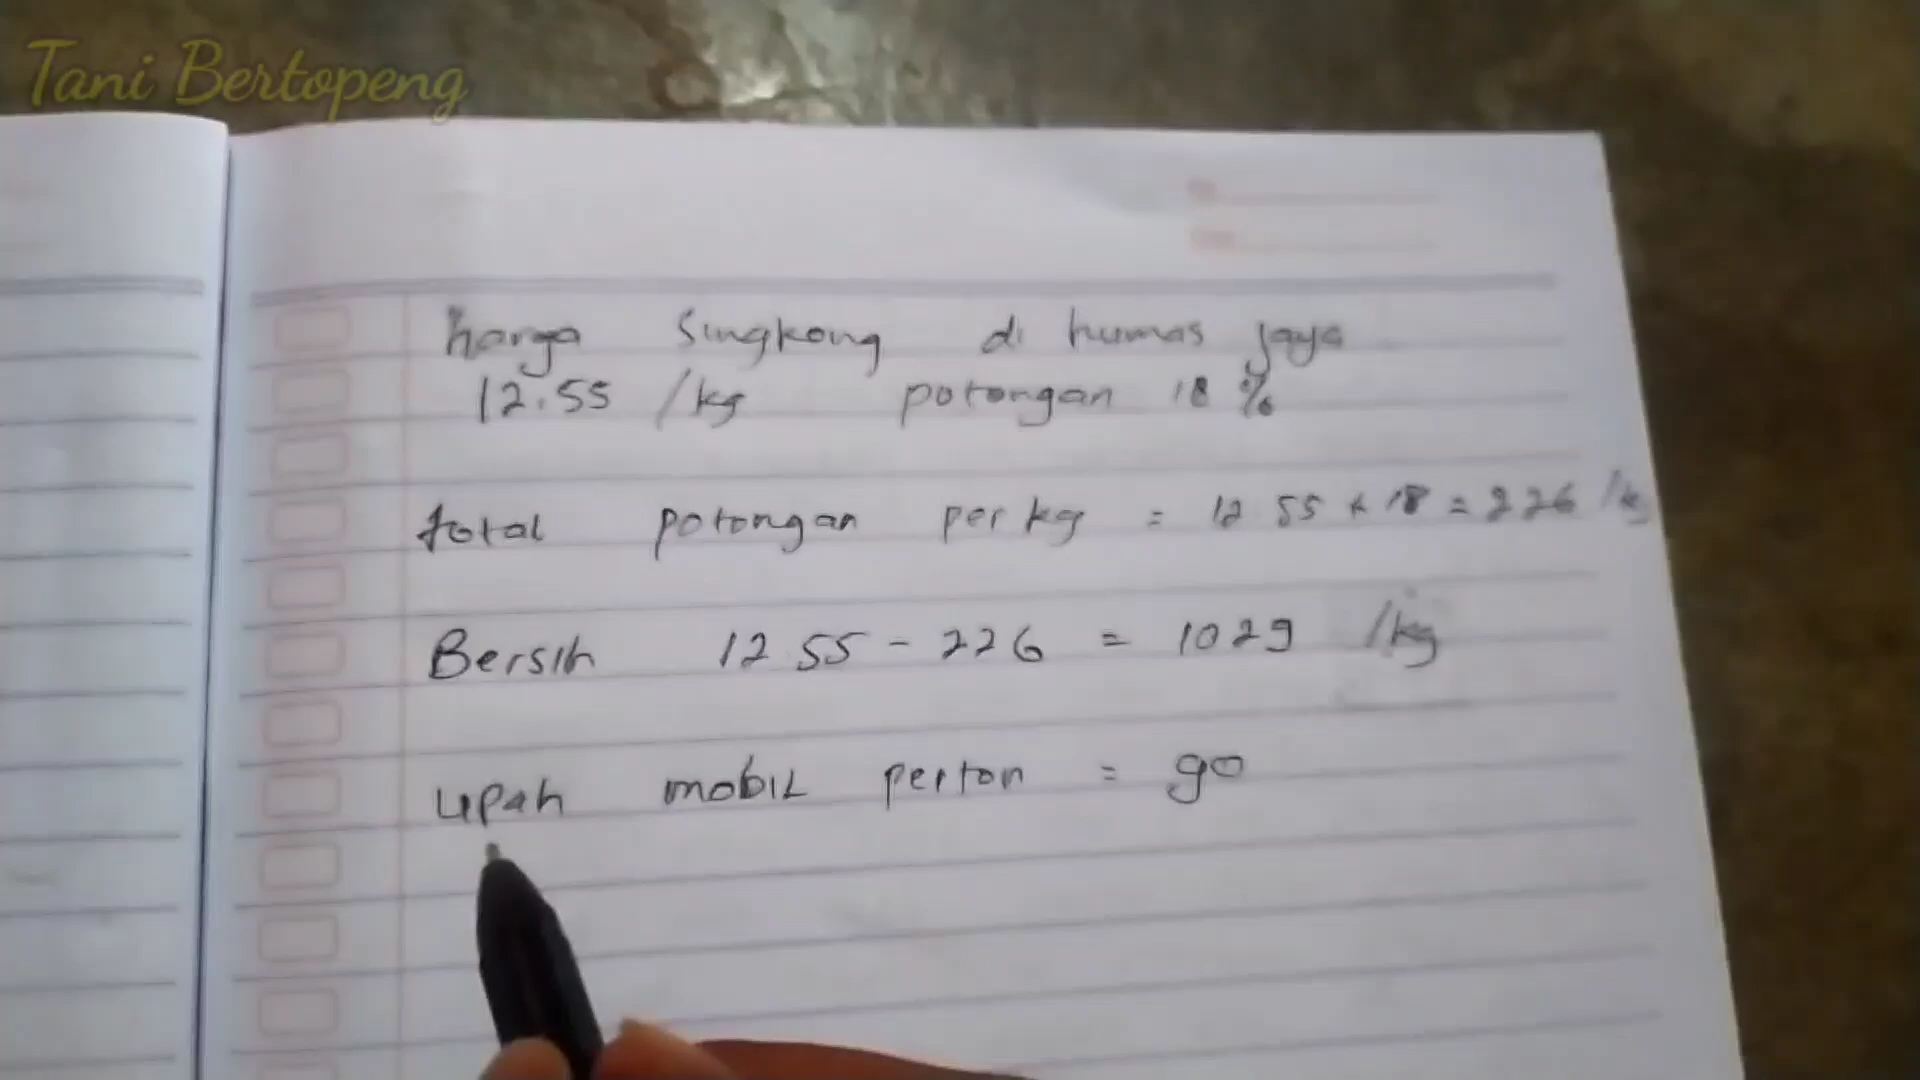 Tani Bertopeng
harga Singkong di humas jaya
12.55 /kg potongan 18 %
total potongan per kg = 12 55 x 18 = 226 /kg
Bersih 12 55 - 226 = 1029 /kg
upah mobil perton = 90